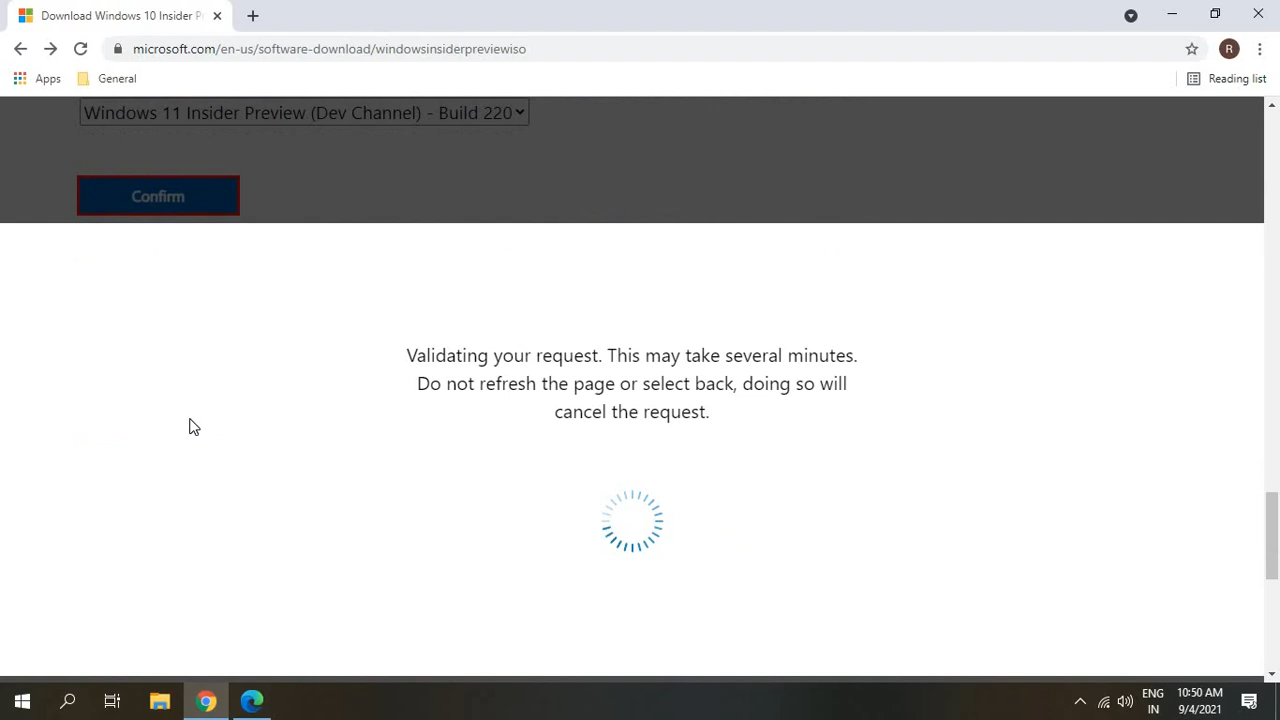 Download Windows 10 Insider P
microsoft.com/en-us/software-download/windowsinsiderpreviewiso
R
Apps
General
Reading list
Windows 11 Insider Preview (Dev Channel) - Build 220
Confirm
Validating your request. This may take several minutes.
Do not refresh the page or select back, doing so will
cancel the request.
ENG
IN
10:50 AM
9/4/2021